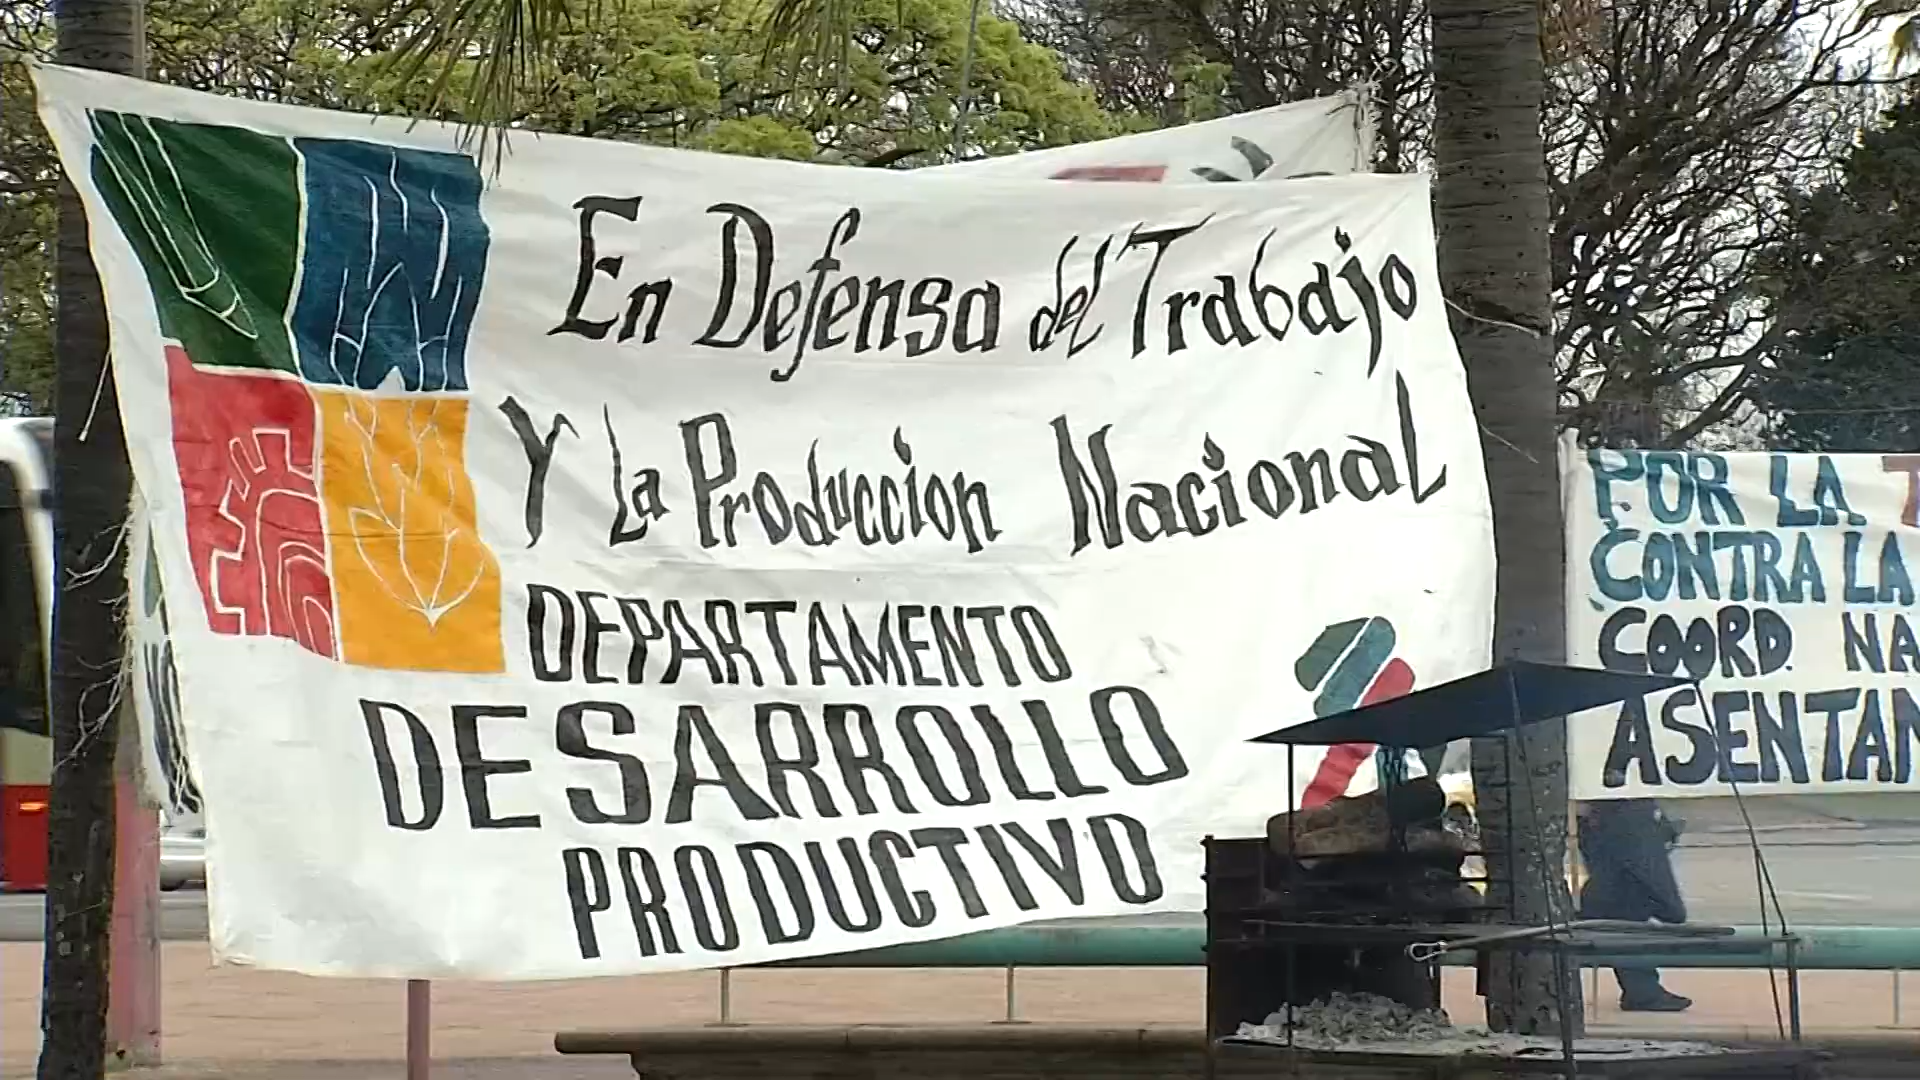 En Defensa del Trabajo
Y La Produccion Nacional
DEPARTAMENTO
DESARROLLO
PRODUCTIVO
POR LA
CONTRA LA
COORD.